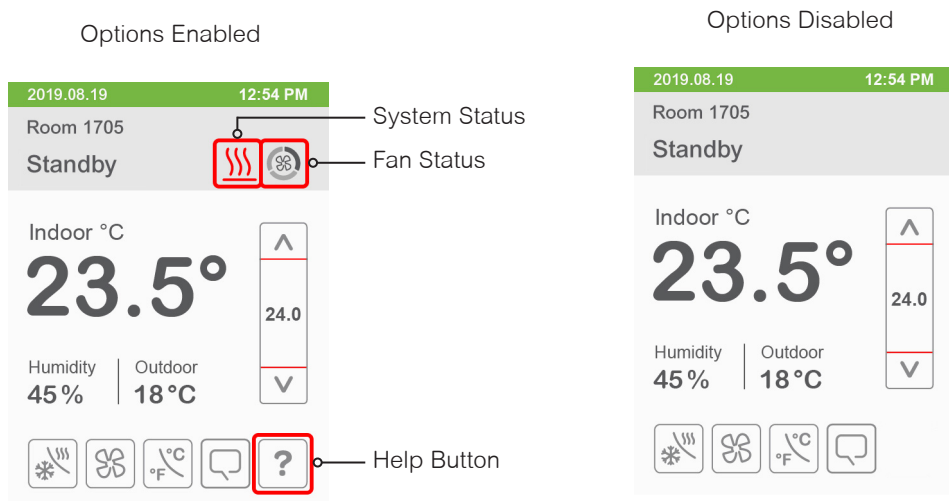 Options Enabled
2019.08.19 12:54 PM
Room 1705
Standby
System Status
Fan Status
Indoor °C
23.5°
24.0
Humidity Outdoor
45% 18°C
°C
°F
?
Help Button
Options Disabled
2019.08.19 12:54 PM
Room 1705
Standby
Indoor °C
23.5°
24.0
Humidity Outdoor
45% 18°C
°C
°F